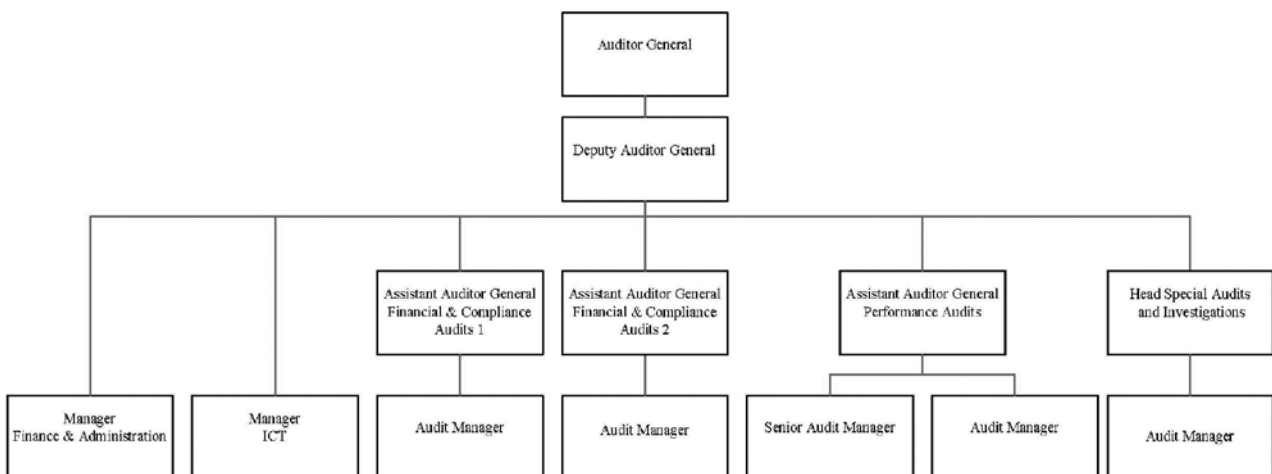 Auditor General
Deputy Auditor General
Assistant Auditor General
Financial & Compliance
Audits 1
Assistant Auditor General
Financial & Compliance
Audits 2
Assistant Auditor General
Performance Audits
Head Special Audits
and Investigations
Manager
Finance & Administration
Manager
ICT
Audit Manager
Audit Manager
Senior Audit Manager
Audit Manager
Audit Manager